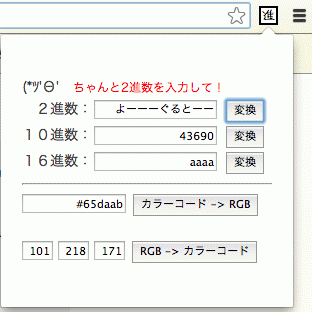 (*ﾂ'Θ' ちゃんと2進数を入力して！
２進数： よーーーぐるとーー 変換
１０進数： 43690 変換
１６進数： aaaa 変換
#65daab カラーコード -> RGB
101 218 171 RGB -> カラーコード